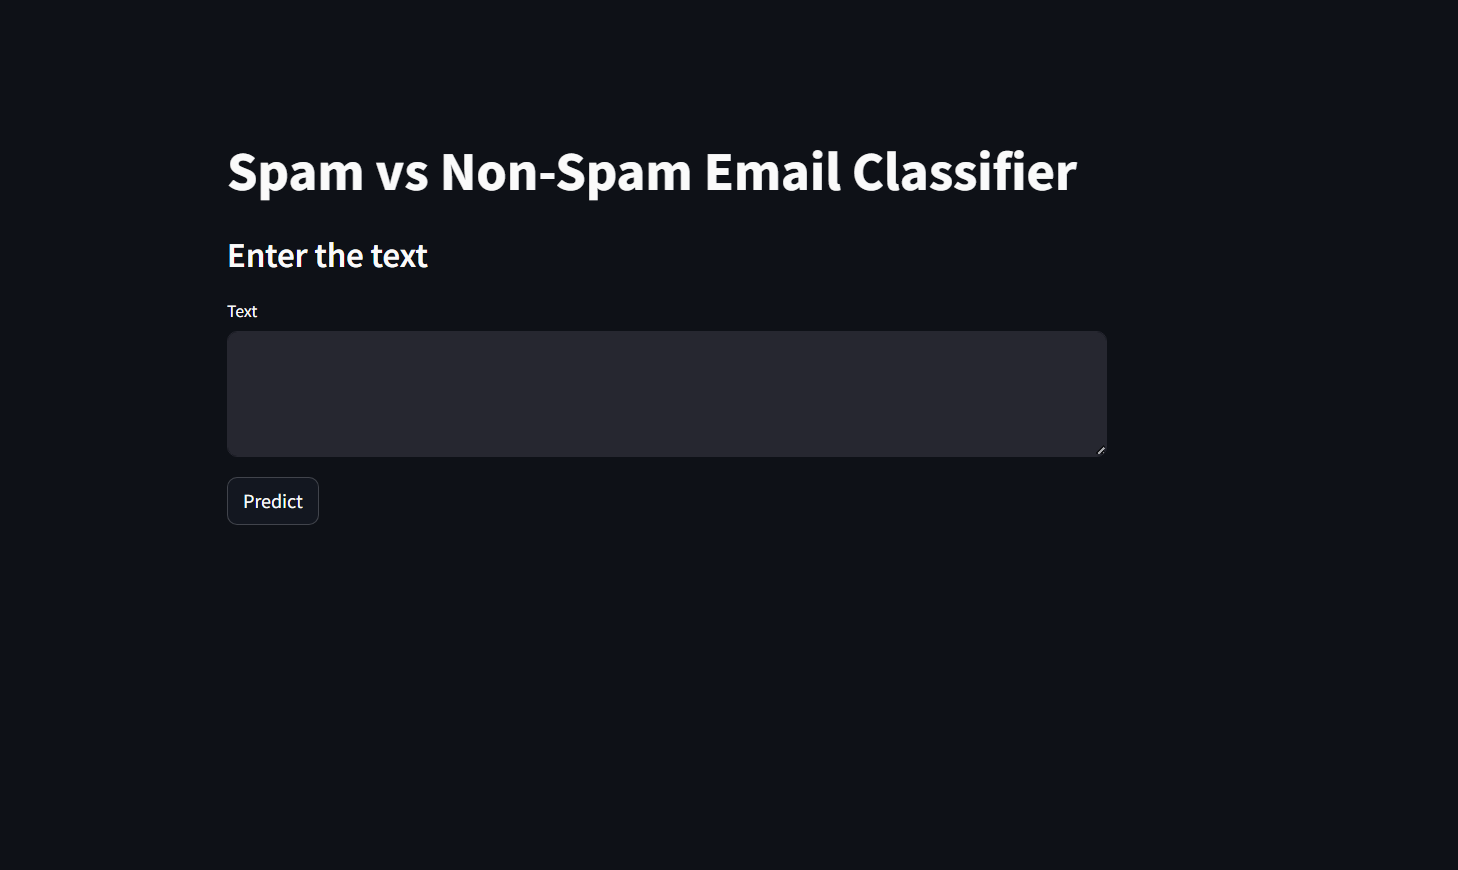 Spam vs Non-Spam Email Classifier
Enter the text
Text
Predict